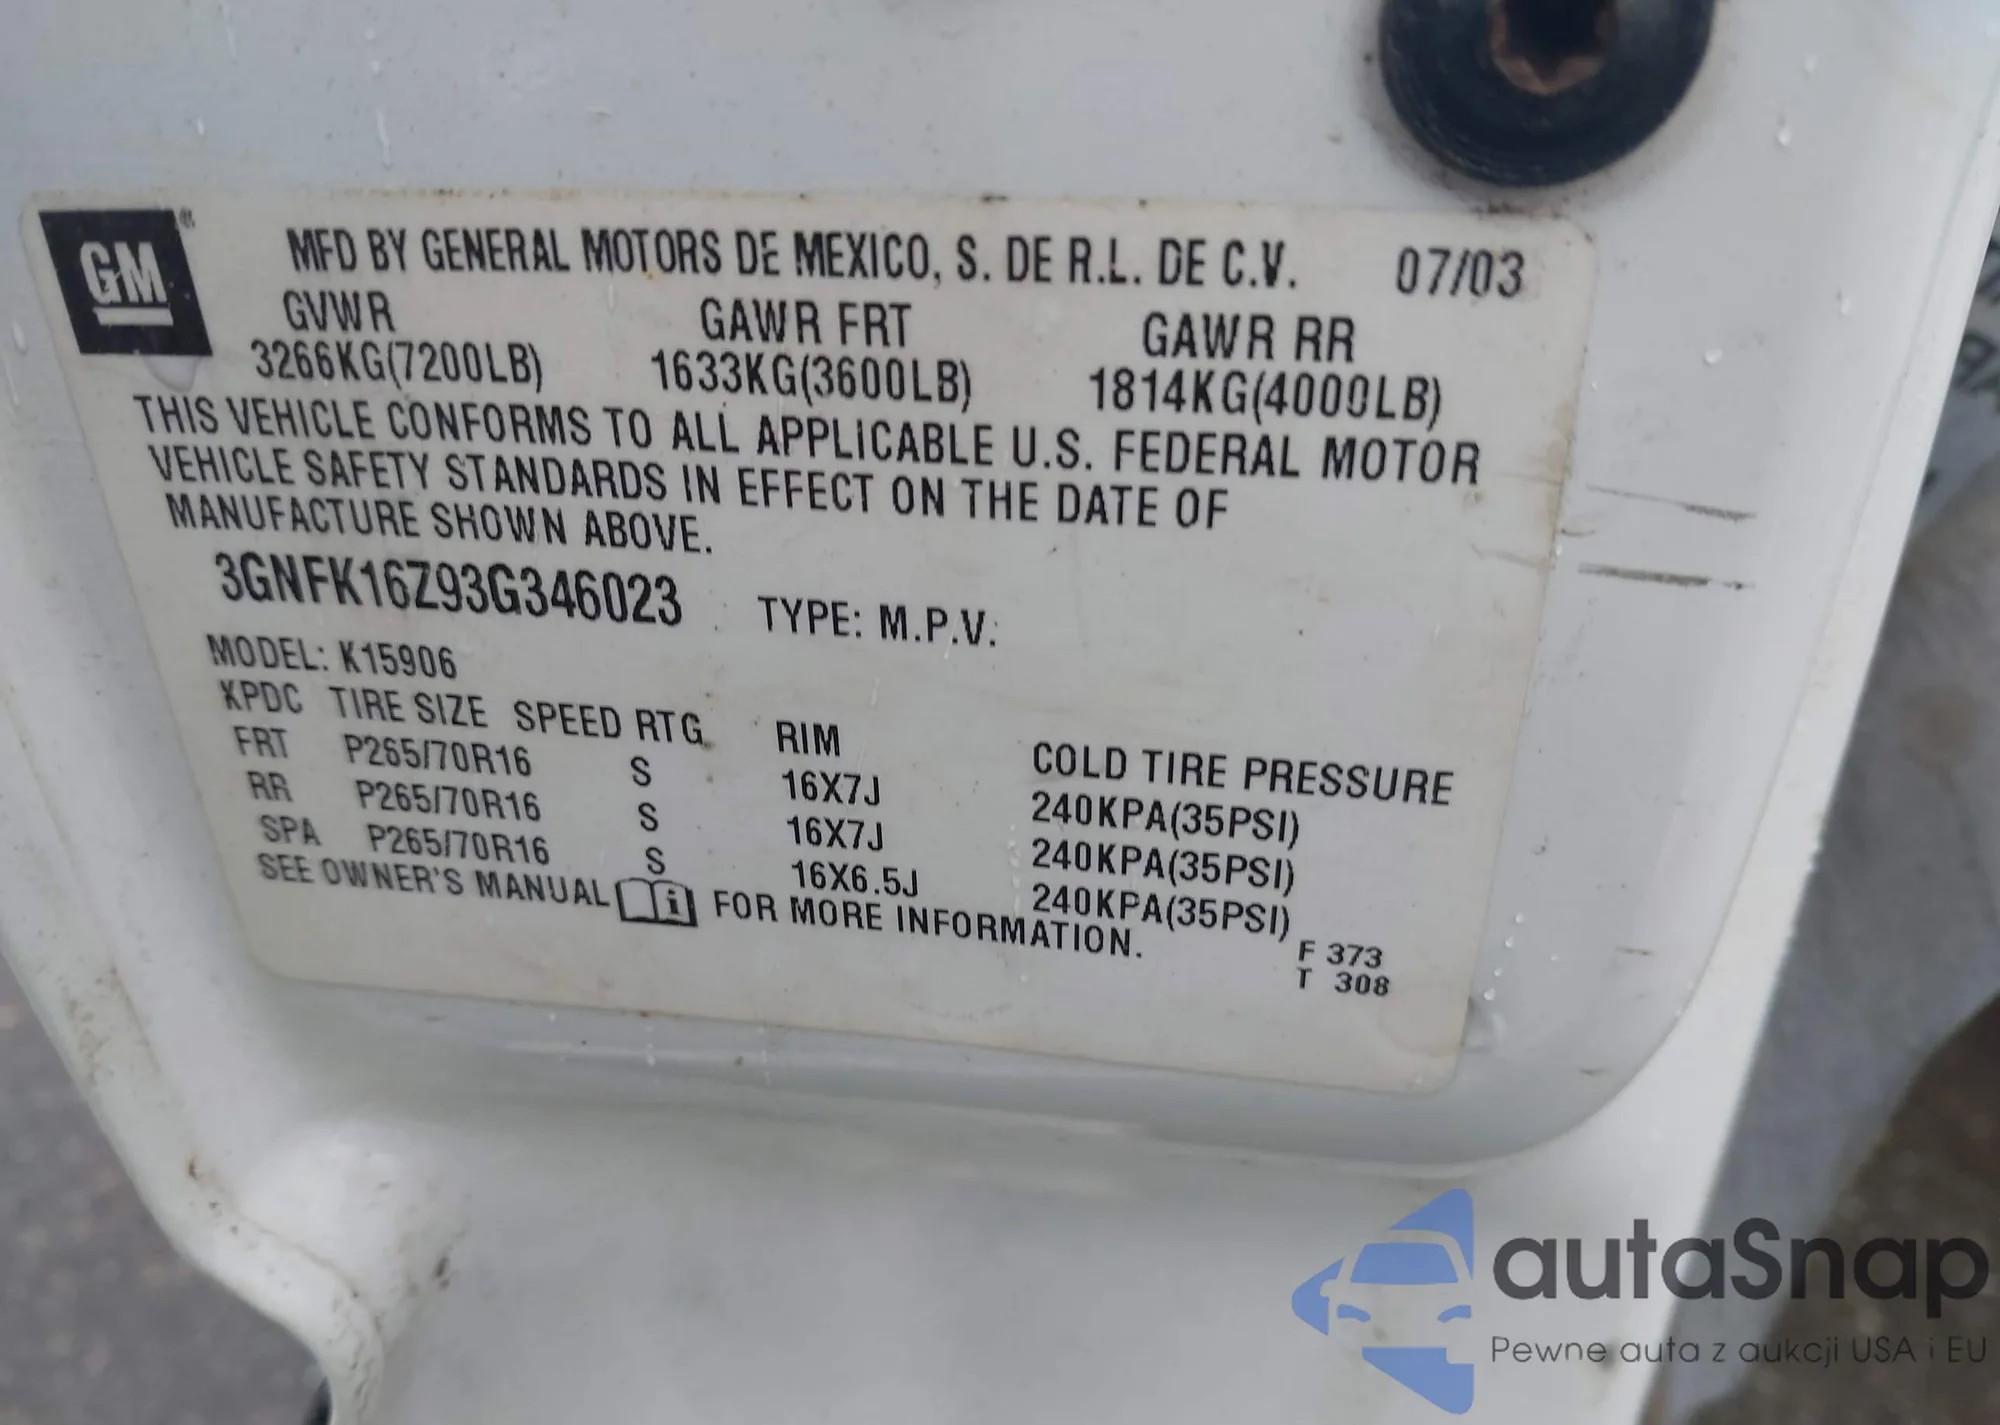 GM ®
MFD BY GENERAL MOTORS DE MEXICO, S. DE R.L. DE C.V. 07/03
GVWR GAWR FRT GAWR RR
3266KG(7200LB) 1633KG(3600LB) 1814KG(4000LB)
THIS VEHICLE CONFORMS TO ALL APPLICABLE U.S. FEDERAL MOTOR
VEHICLE SAFETY STANDARDS IN EFFECT ON THE DATE OF
MANUFACTURE SHOWN ABOVE.
3GNFK16Z93G346023 TYPE: M.P.V.
MODEL: K15906
KPDC TIRE SIZE SPEED RTG RIM COLD TIRE PRESSURE
FRT P265/70R16 S 16X7J 240KPA(35PSI)
RR P265/70R16 S 16X7J 240KPA(35PSI)
SPA P265/70R16 S 16X6.5J 240KPA(35PSI)
SEE OWNER'S MANUAL i FOR MORE INFORMATION.
F 373
T 308
autaSnap
Pewne auta z aukcji USA i EU